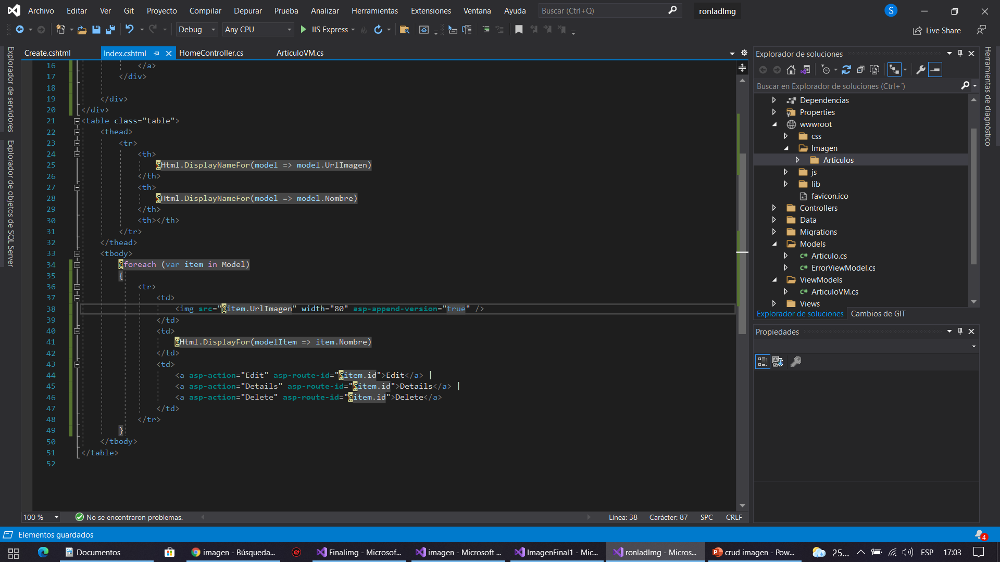 Archivo Editar Ver Git Proyecto Compilar Depurar Prueba Analizar Herramientas Extensiones Ventana Ayuda Buscar (Ctrl+Q) ronladImg S
Debug Any CPU IIS Express Live Share
Explorador de servidores
Explorador de objetos de SQL Server
Create.cshtml Index.cshtml HomeController.cs ArticuloVM.cs
16 </a>
17 </div>
18
19 </div>
20 </div>
21 <table class="table">
22 <thead>
23 <tr>
24 <th>
25 @Html.DisplayNameFor(model => model.UrlImagen)
26 </th>
27 <th>
28 @Html.DisplayNameFor(model => model.Nombre)
29 </th>
30 <th></th>
31 </tr>
32 </thead>
33 <tbody>
34 @foreach (var item in Model)
35 {
36 <tr>
37 <td>
38 <img src="@item.UrlImagen" width="80" asp-append-version="true" />
39 </td>
40 <td>
41 @Html.DisplayFor(modelItem => item.Nombre)
42 </td>
43 <td>
44 <a asp-action="Edit" asp-route-id="@item.id">Edit</a> |
45 <a asp-action="Details" asp-route-id="@item.id">Details</a> |
46 <a asp-action="Delete" asp-route-id="@item.id">Delete</a>
47 </td>
48 </tr>
49 }
50 </tbody>
51 </table>
52
100 % No se encontraron problemas. Línea: 38 Carácter: 87 SPC CRLF
Explorador de soluciones
Buscar en Explorador de soluciones (Ctrl+´)
Dependencias
Properties
wwwroot
css
Imagen
Articulos
js
lib
favicon.ico
Controllers
Data
Migrations
Models
C# Articulo.cs
C# ErrorViewModel.cs
ViewModels
C# ArticuloVM.cs
Views
Explorador de soluciones Cambios de GIT
Propiedades
Herramientas de diagnóstico
Elementos guardados 4
Documentos imagen - Búsqueda... FinaIimg - Microsof... imagen - Microsoft ... ImagenFinal1 - Mic... ronladImg - Micros... crud imagen - Pow... 25... ESP 17:03